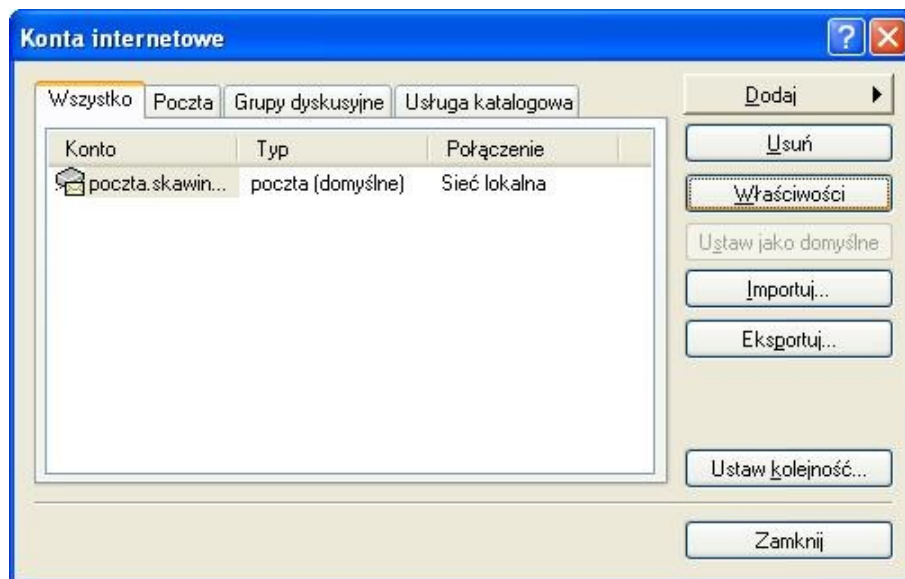 Konta internetowe
Wszystko Poczta Grupy dyskusyjne Usługa katalogowa
Konto Typ Połączenie
poczta.skawin... poczta (domyślne) Sieć lokalna
Dodaj
Usuń
Właściwości
Ustaw jako domyślne
Importuj...
Eksportuj...
Ustaw kolejność...
Zamknij